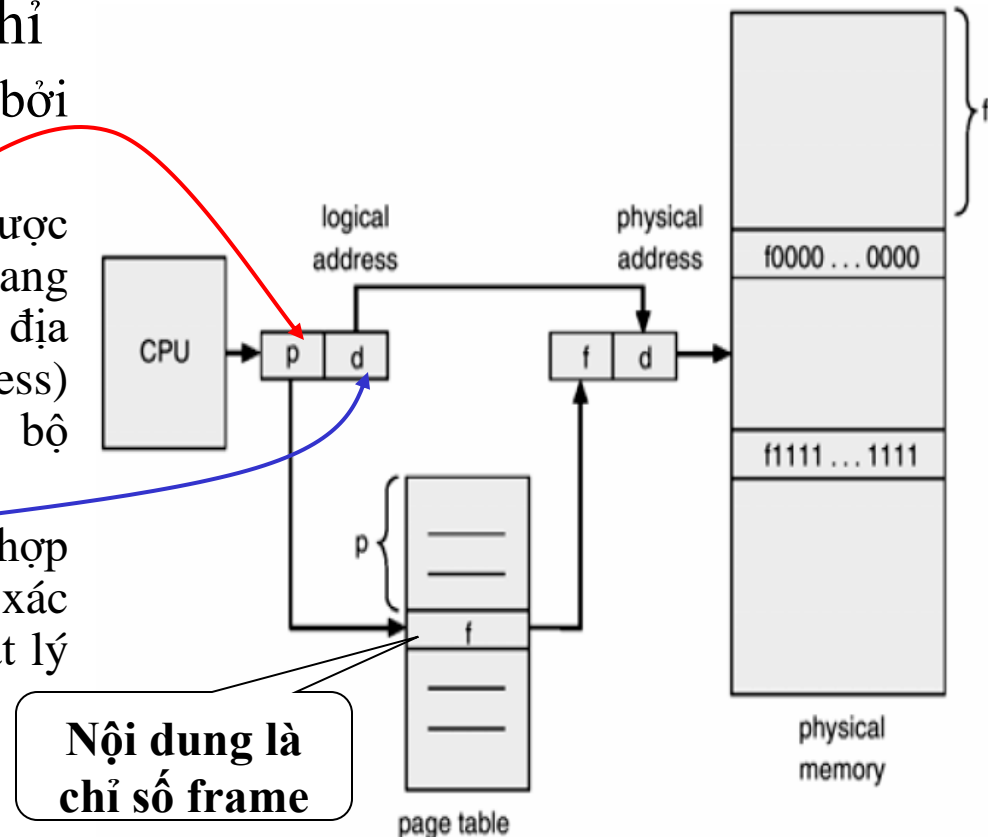 hỉ
bởi
ược
ang
địa
ess)
bộ
hợp
xác
t lý
logical
address
physical
address
CPU
p
d
f
d
f
f0000 ... 0000
f1111 ... 1111
p
f
Nội dung là
chỉ số frame
page table
physical
memory